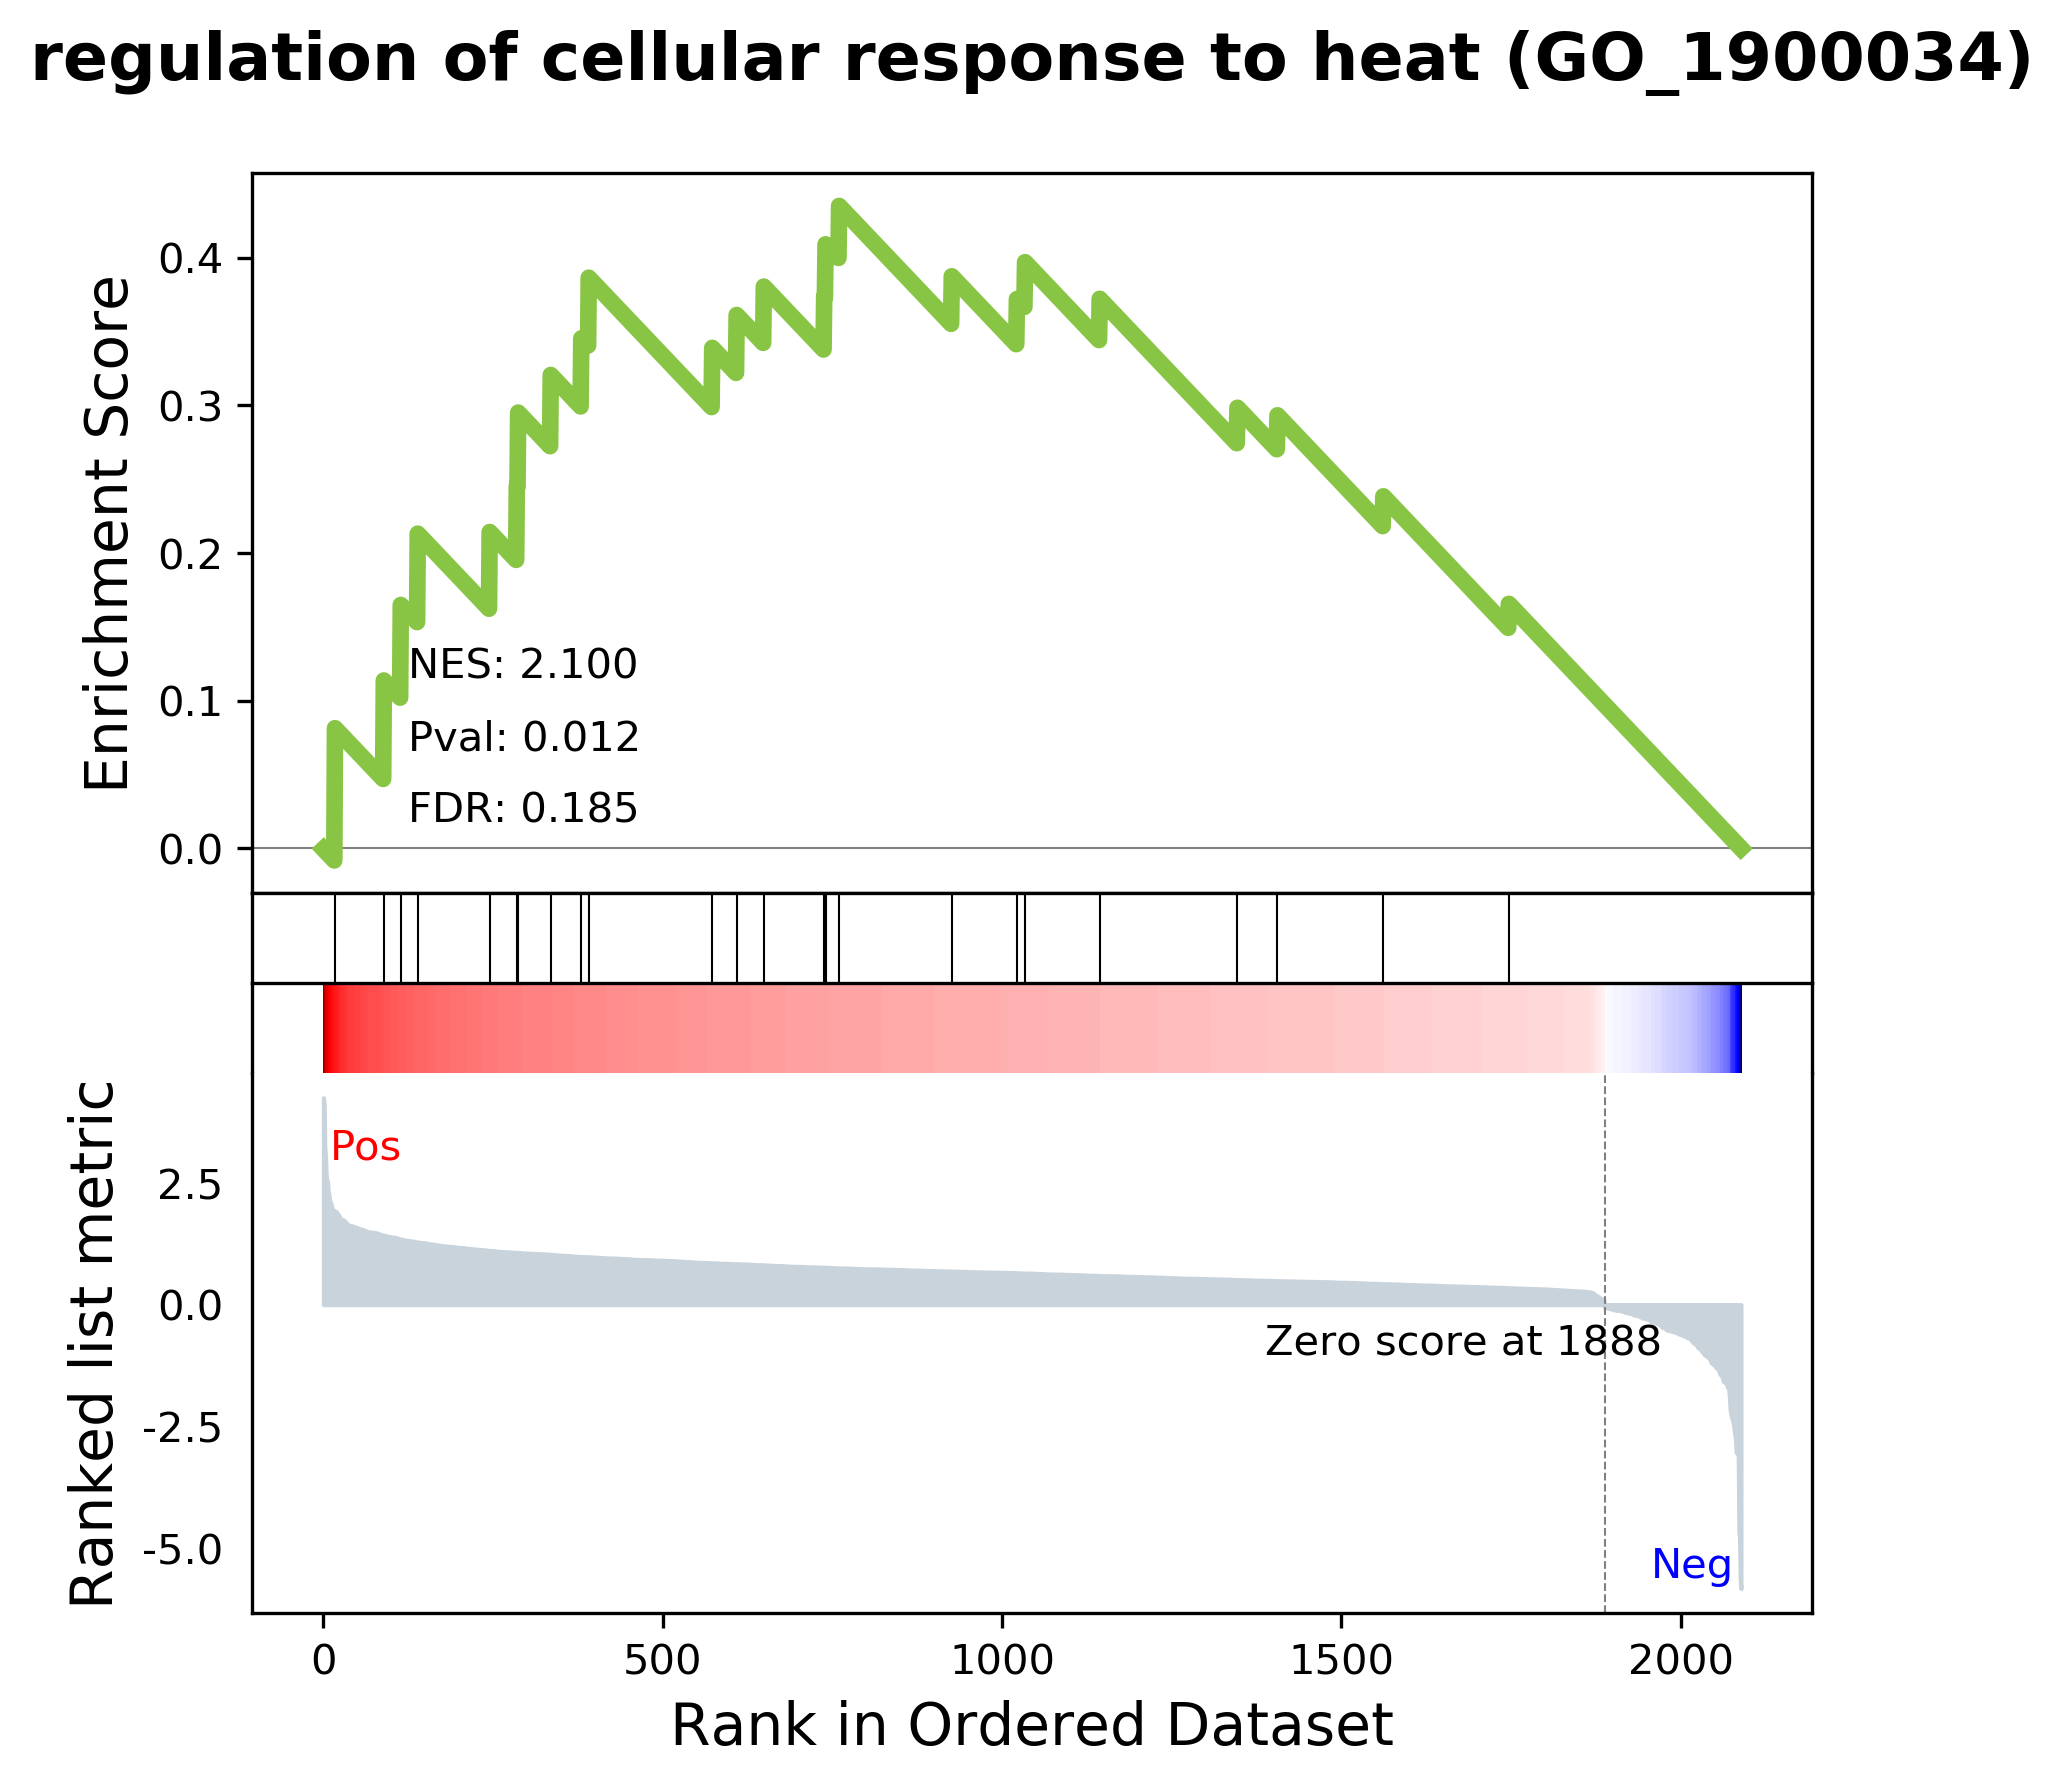 regulation of cellular response to heat (GO_1900034)
Enrichment Score
0.4
0.3
0.2
0.1
0.0
NES: 2.100
Pval: 0.012
FDR: 0.185
Ranked list metric
Pos
2.5
0.0
-2.5
-5.0
Zero score at 1888
Neg
0
500
1000
1500
2000
Rank in Ordered Dataset